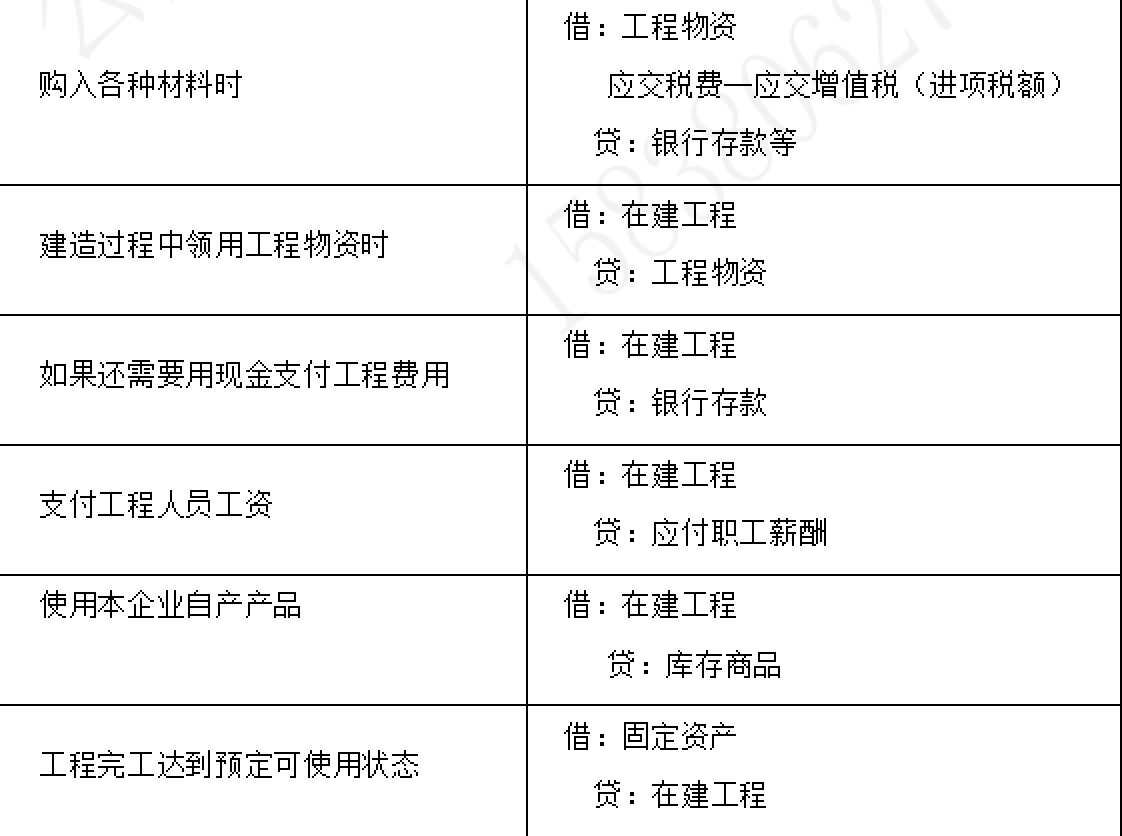 购入各种材料时
借：工程物资
应交税费—应交增值税（进项税额）
贷：银行存款等
建造过程中领用工程物资时
借：在建工程
贷：工程物资
如果还需要用现金支付工程费用
借：在建工程
贷：银行存款
支付工程人员工资
借：在建工程
贷：应付职工薪酬
使用本企业自产产品
借：在建工程
贷：库存商品
工程完工达到预定可使用状态
借：固定资产
贷：在建工程